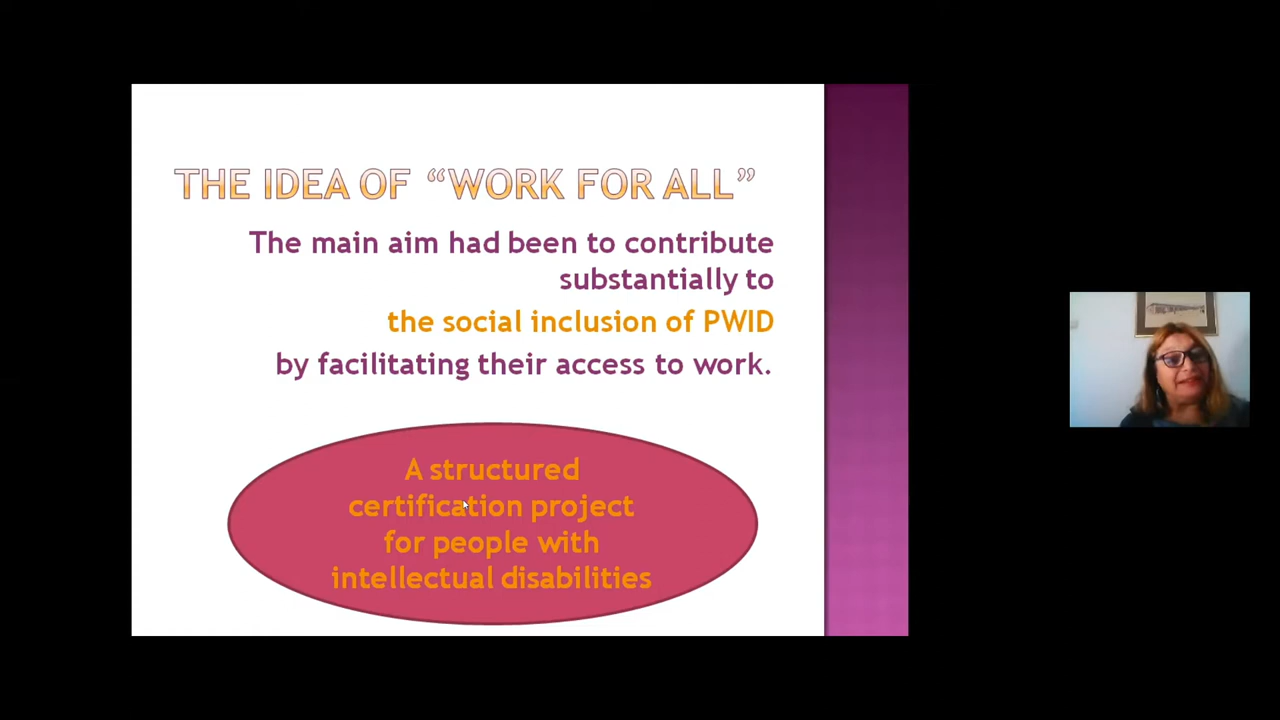 THE IDEA OF “WORK FOR ALL”
The main aim had been to contribute
substantially to
the social inclusion of PWID
by facilitating their access to work.
A structured
certification project
for people with
intellectual disabilities